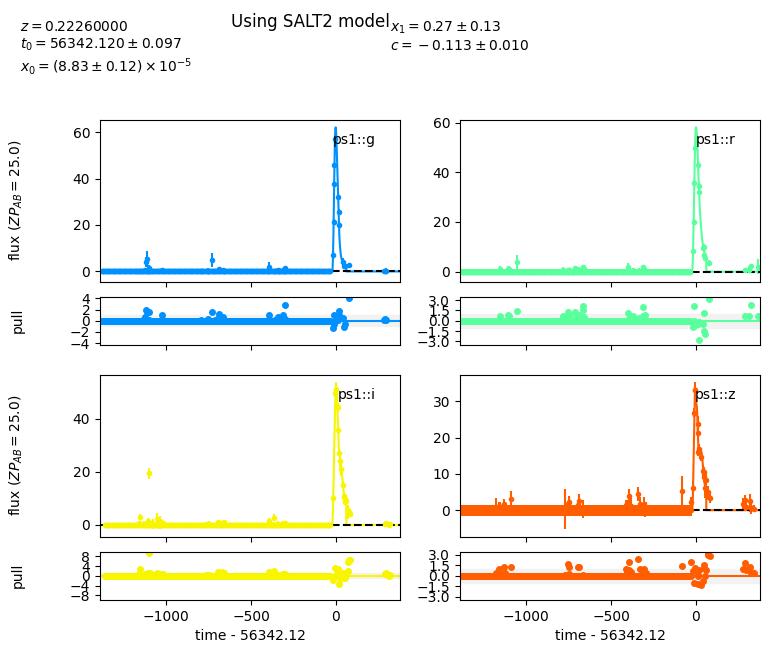 Using SALT2 model
z = 0.22260000
t₀ = 56342.120 ± 0.097
x₀ = (8.83 ± 0.12) × 10⁻⁵
x₁ = 0.27 ± 0.13
c = −0.113 ± 0.010
flux (ZP_AB = 25.0)
60
40
20
0
ps1::g
60
40
20
0
ps1::r
pull
4
2
0
−2
−4
3.0
1.5
0.0
−1.5
−3.0
flux (ZP_AB = 25.0)
40
20
0
ps1::i
30
20
10
0
ps1::z
pull
8
4
0
−4
−8
3.0
1.5
0.0
−1.5
−3.0
−1000 −500 0
−1000 −500 0
time - 56342.12
time - 56342.12